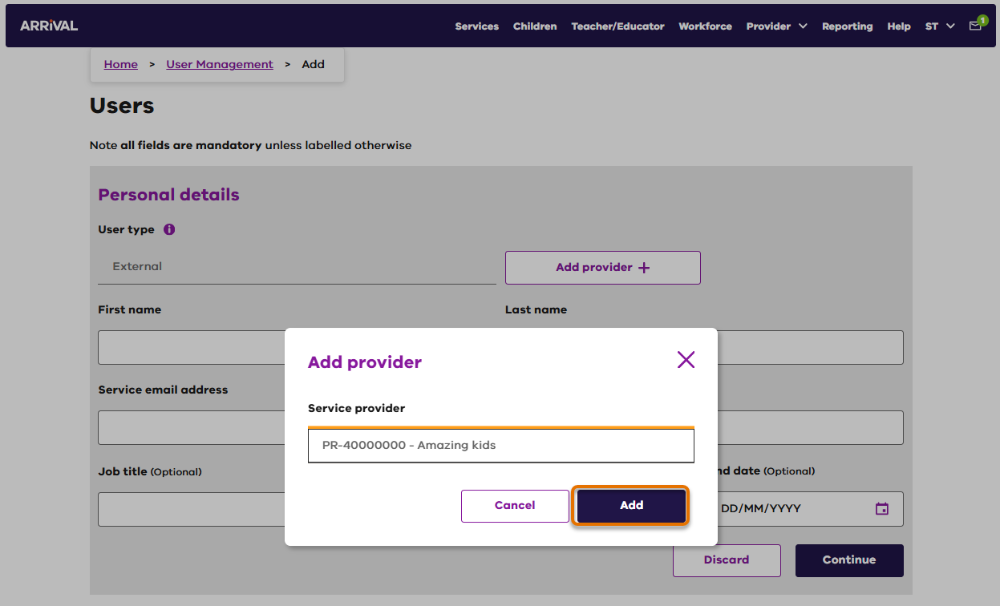 ARRiVAL Services Children Teacher/Educator Workforce Provider Reporting Help ST 1
Home > User Management > Add
Users
Note all fields are mandatory unless labelled otherwise
Personal details
User type i
External Add provider +
First name Last name
Add provider
Service email address
Service provider
PR-40000000 - Amazing kids
Job title (Optional) nd date (Optional)
Cancel Add DD/MM/YYYY
Discard Continue